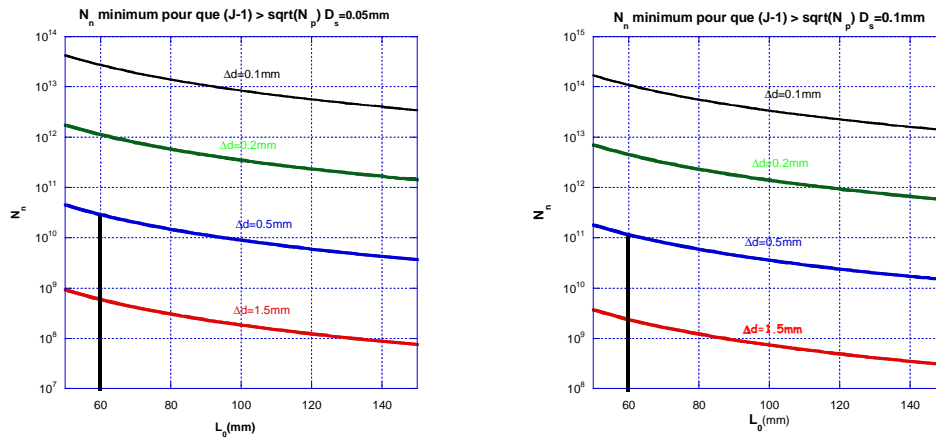 N_n minimum pour que (J-1) > sqrt(N_p) D_s=0.05mm
10^14
10^13
10^12
10^11
10^10
10^9
10^8
10^7
N_n
Δd=0.1mm
Δd=0.2mm
Δd=0.5mm
Δd=1.5mm
60 80 100 120 140
L_0(mm)
N_n minimum pour que (J-1) > sqrt(N_p) D_s=0.1mm
10^15
10^14
10^13
10^12
10^11
10^10
10^9
10^8
N_n
Δd=0.1mm
Δd=0.2mm
Δd=0.5mm
Δd=1.5mm
60 80 100 120 140
L_0(mm)